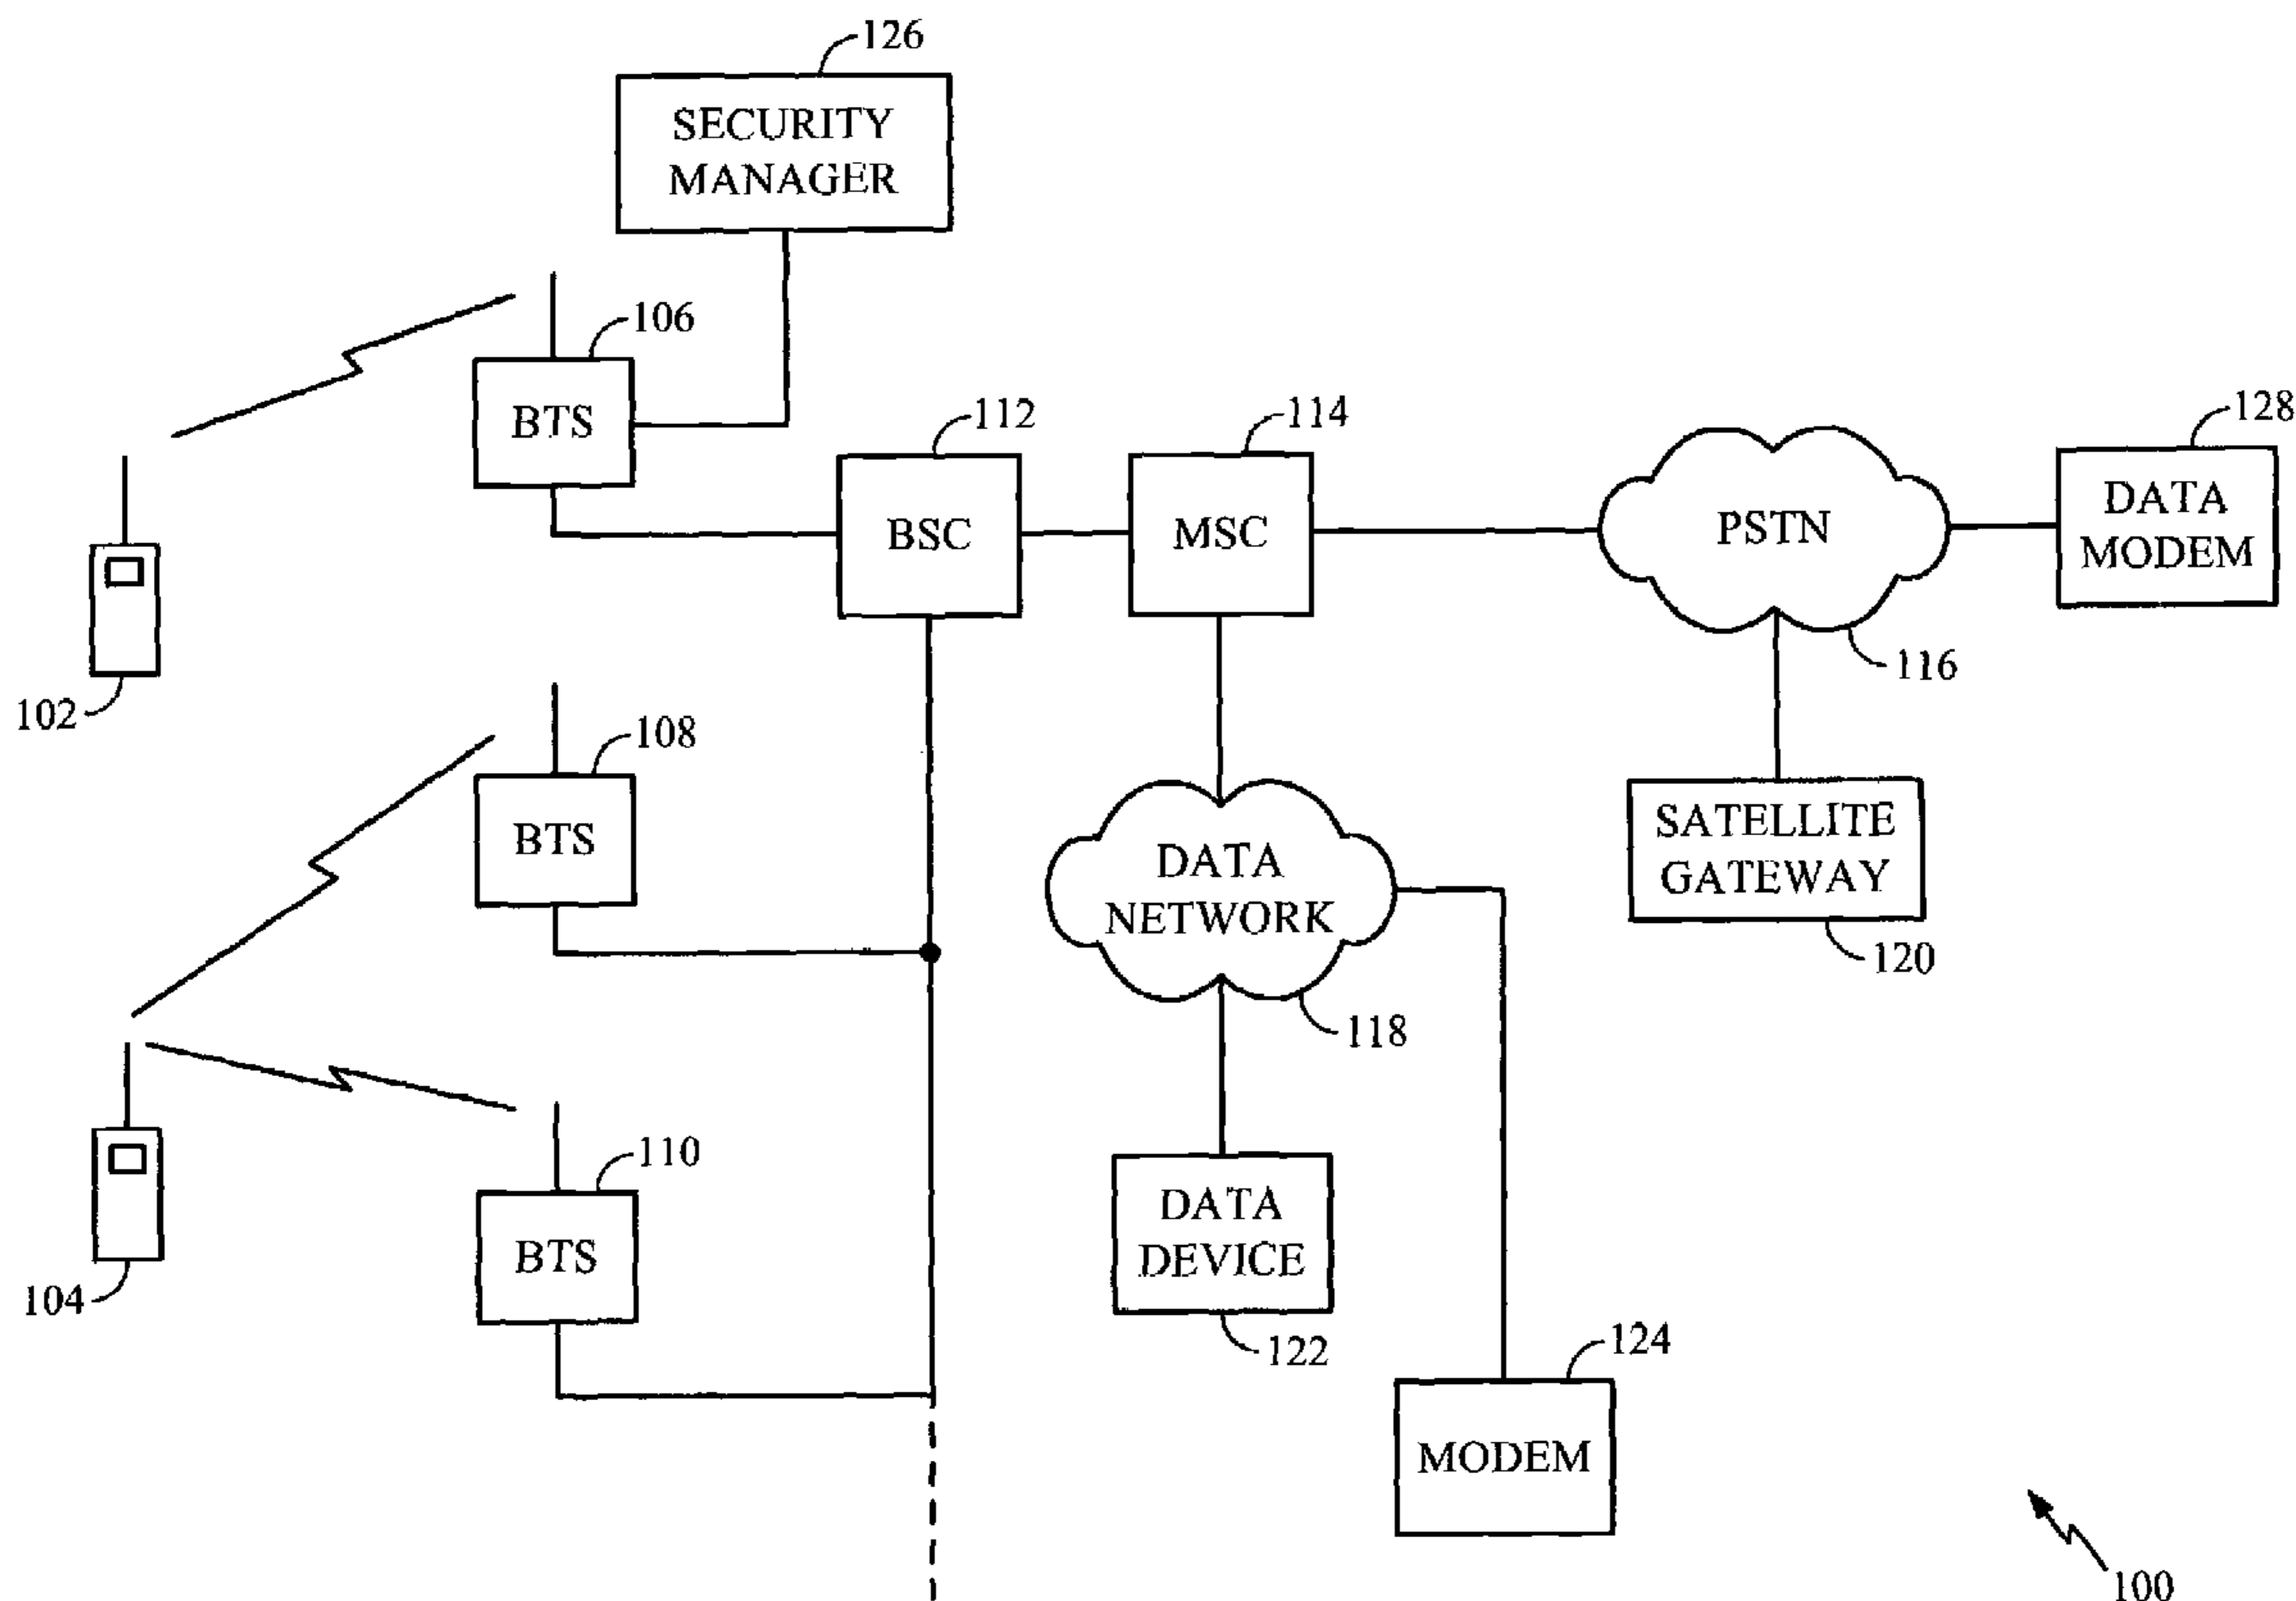 126
SECURITY
MANAGER
106
BTS
112
BSC
114
MSC
PSTN
116
128
DATA
MODEM
102
108
BTS
DATA
NETWORK
118
SATELLITE
GATEWAY
120
104
110
BTS
DATA
DEVICE
122
124
MODEM
100